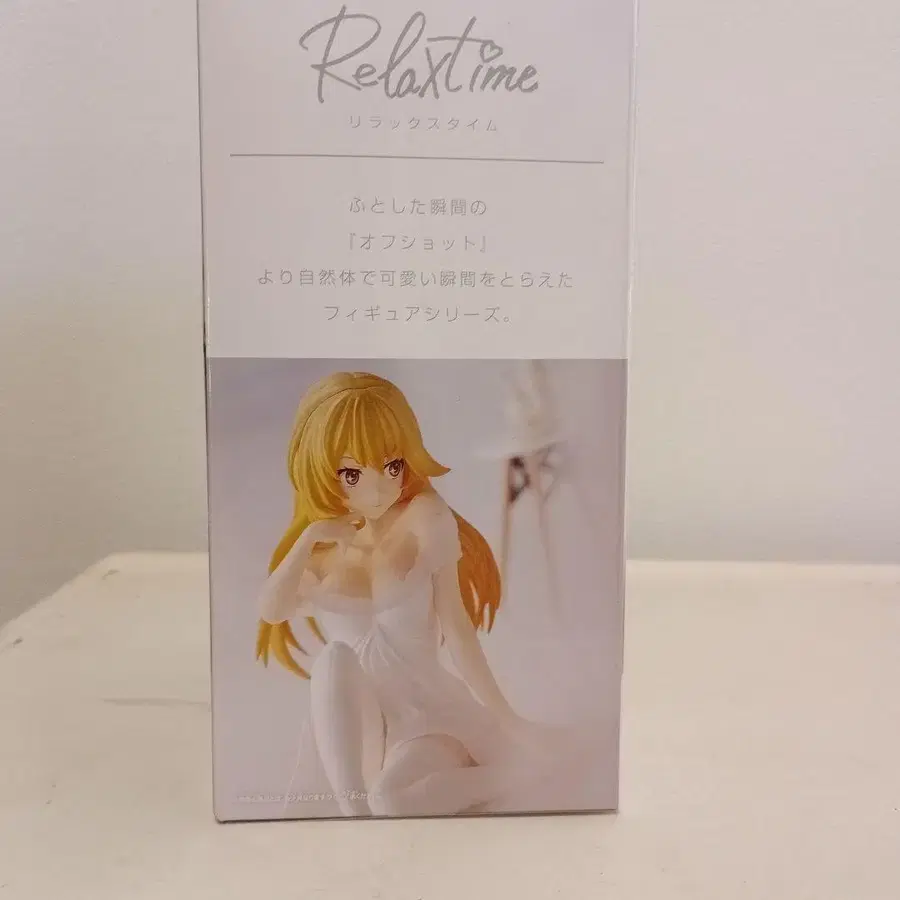 Relaxtime
リラックスタイム
ふとした瞬間の
『オフショット』
より自然体で可愛い瞬間をとらえた
フィギュアシリーズ。